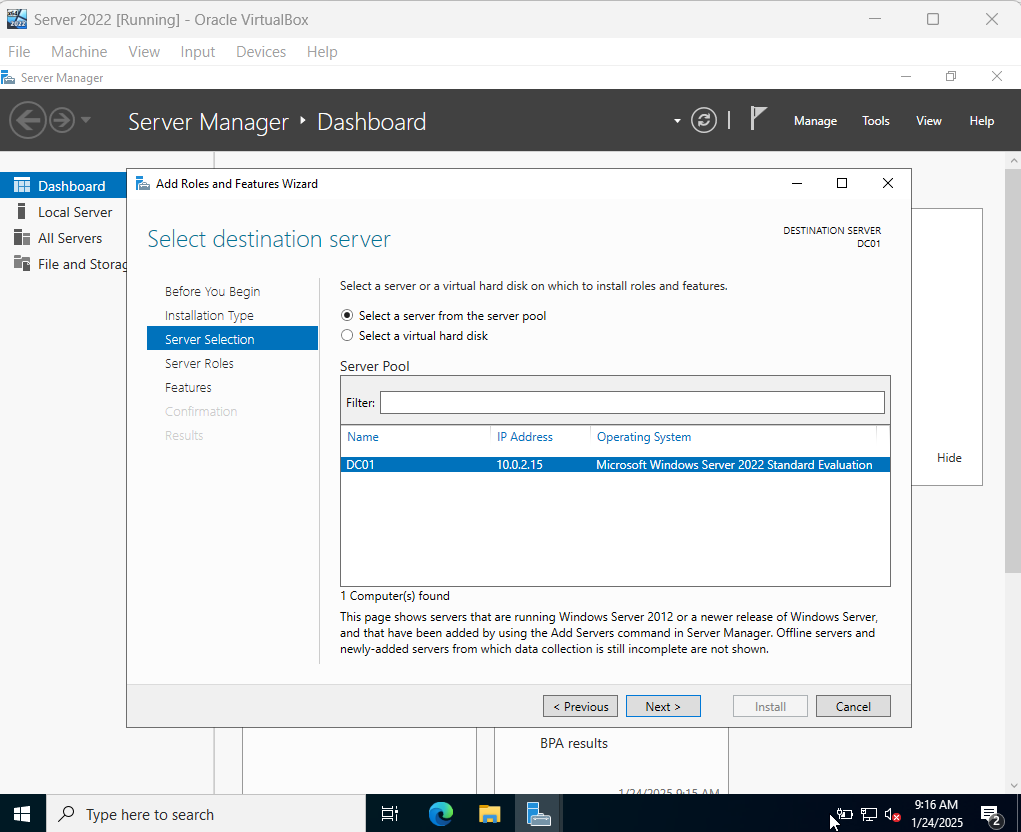 Server 2022 [Running] - Oracle VirtualBox
File Machine View Input Devices Help
Server Manager
Server Manager ‣ Dashboard
Manage Tools View Help
Dashboard
Local Server
All Servers
File and Storag
Add Roles and Features Wizard
Select destination server
DESTINATION SERVER
DC01
Before You Begin
Installation Type
Server Selection
Server Roles
Features
Confirmation
Results
Select a server or a virtual hard disk on which to install roles and features.
Select a server from the server pool
Select a virtual hard disk
Server Pool
Filter:
Name IP Address Operating System
DC01 10.0.2.15 Microsoft Windows Server 2022 Standard Evaluation
1 Computer(s) found
This page shows servers that are running Windows Server 2012 or a newer release of Windows Server,
and that have been added by using the Add Servers command in Server Manager. Offline servers and
newly-added servers from which data collection is still incomplete are not shown.
< Previous Next > Install Cancel
Hide
BPA results
1/24/2025 9:15 AM
Type here to search
9:16 AM
1/24/2025
2